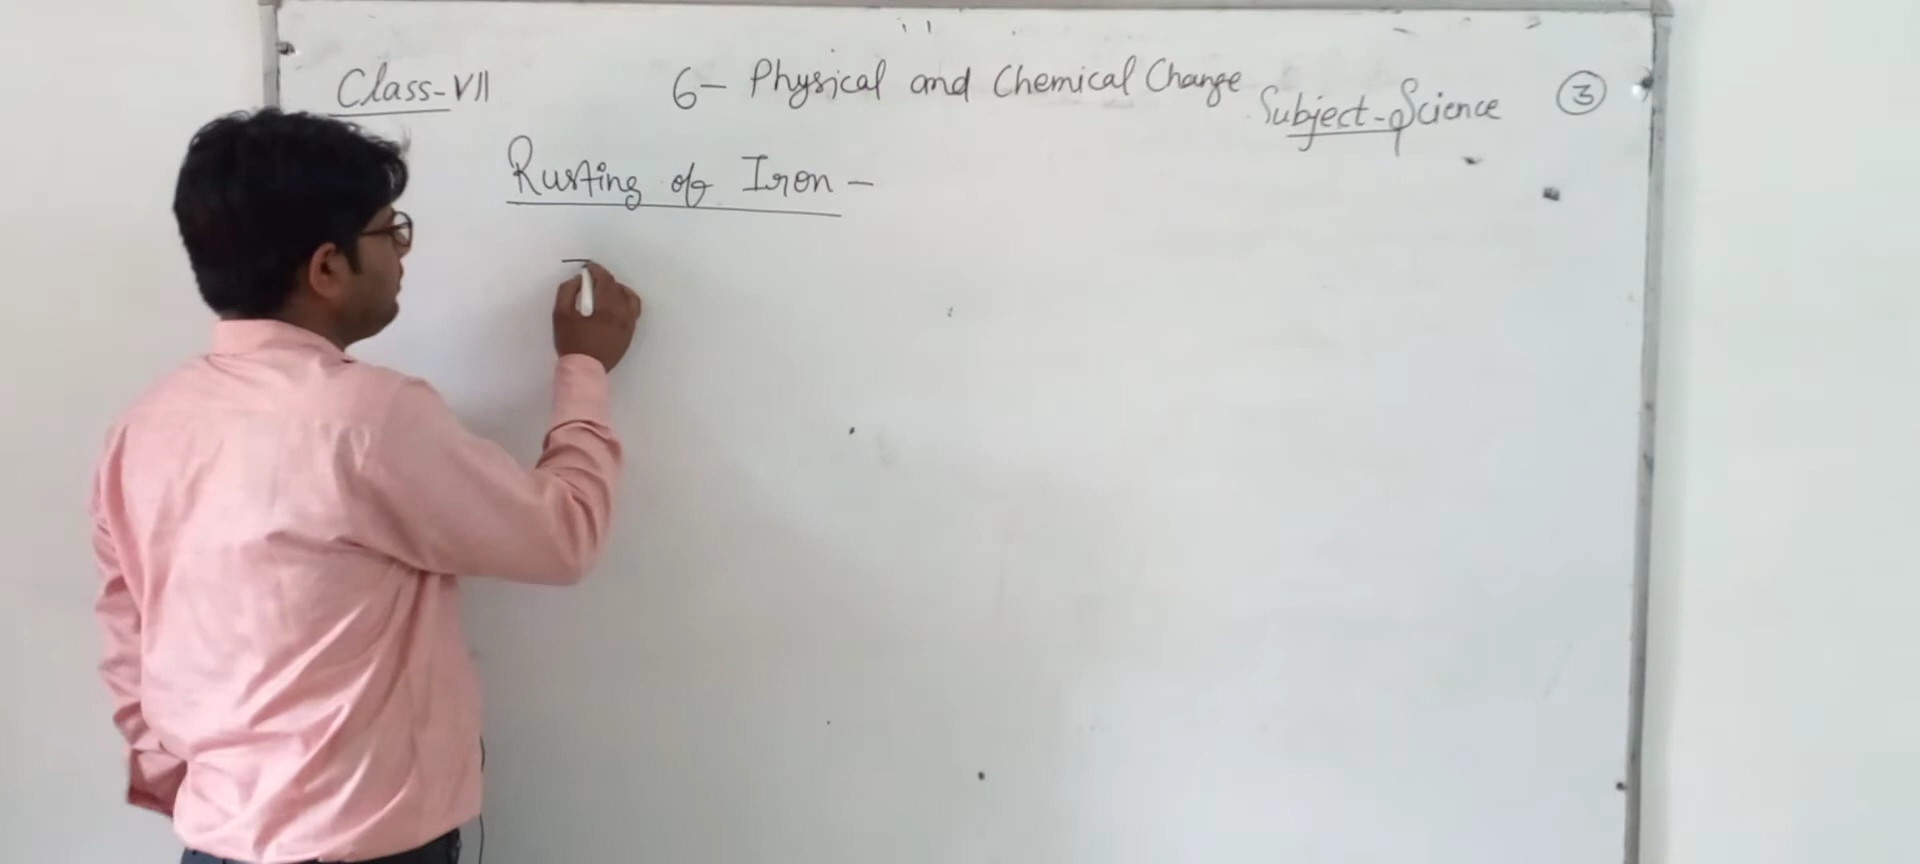 Class-VII
6- Physical and Chemical Change
Subject-Science
3
Rusting of Iron -